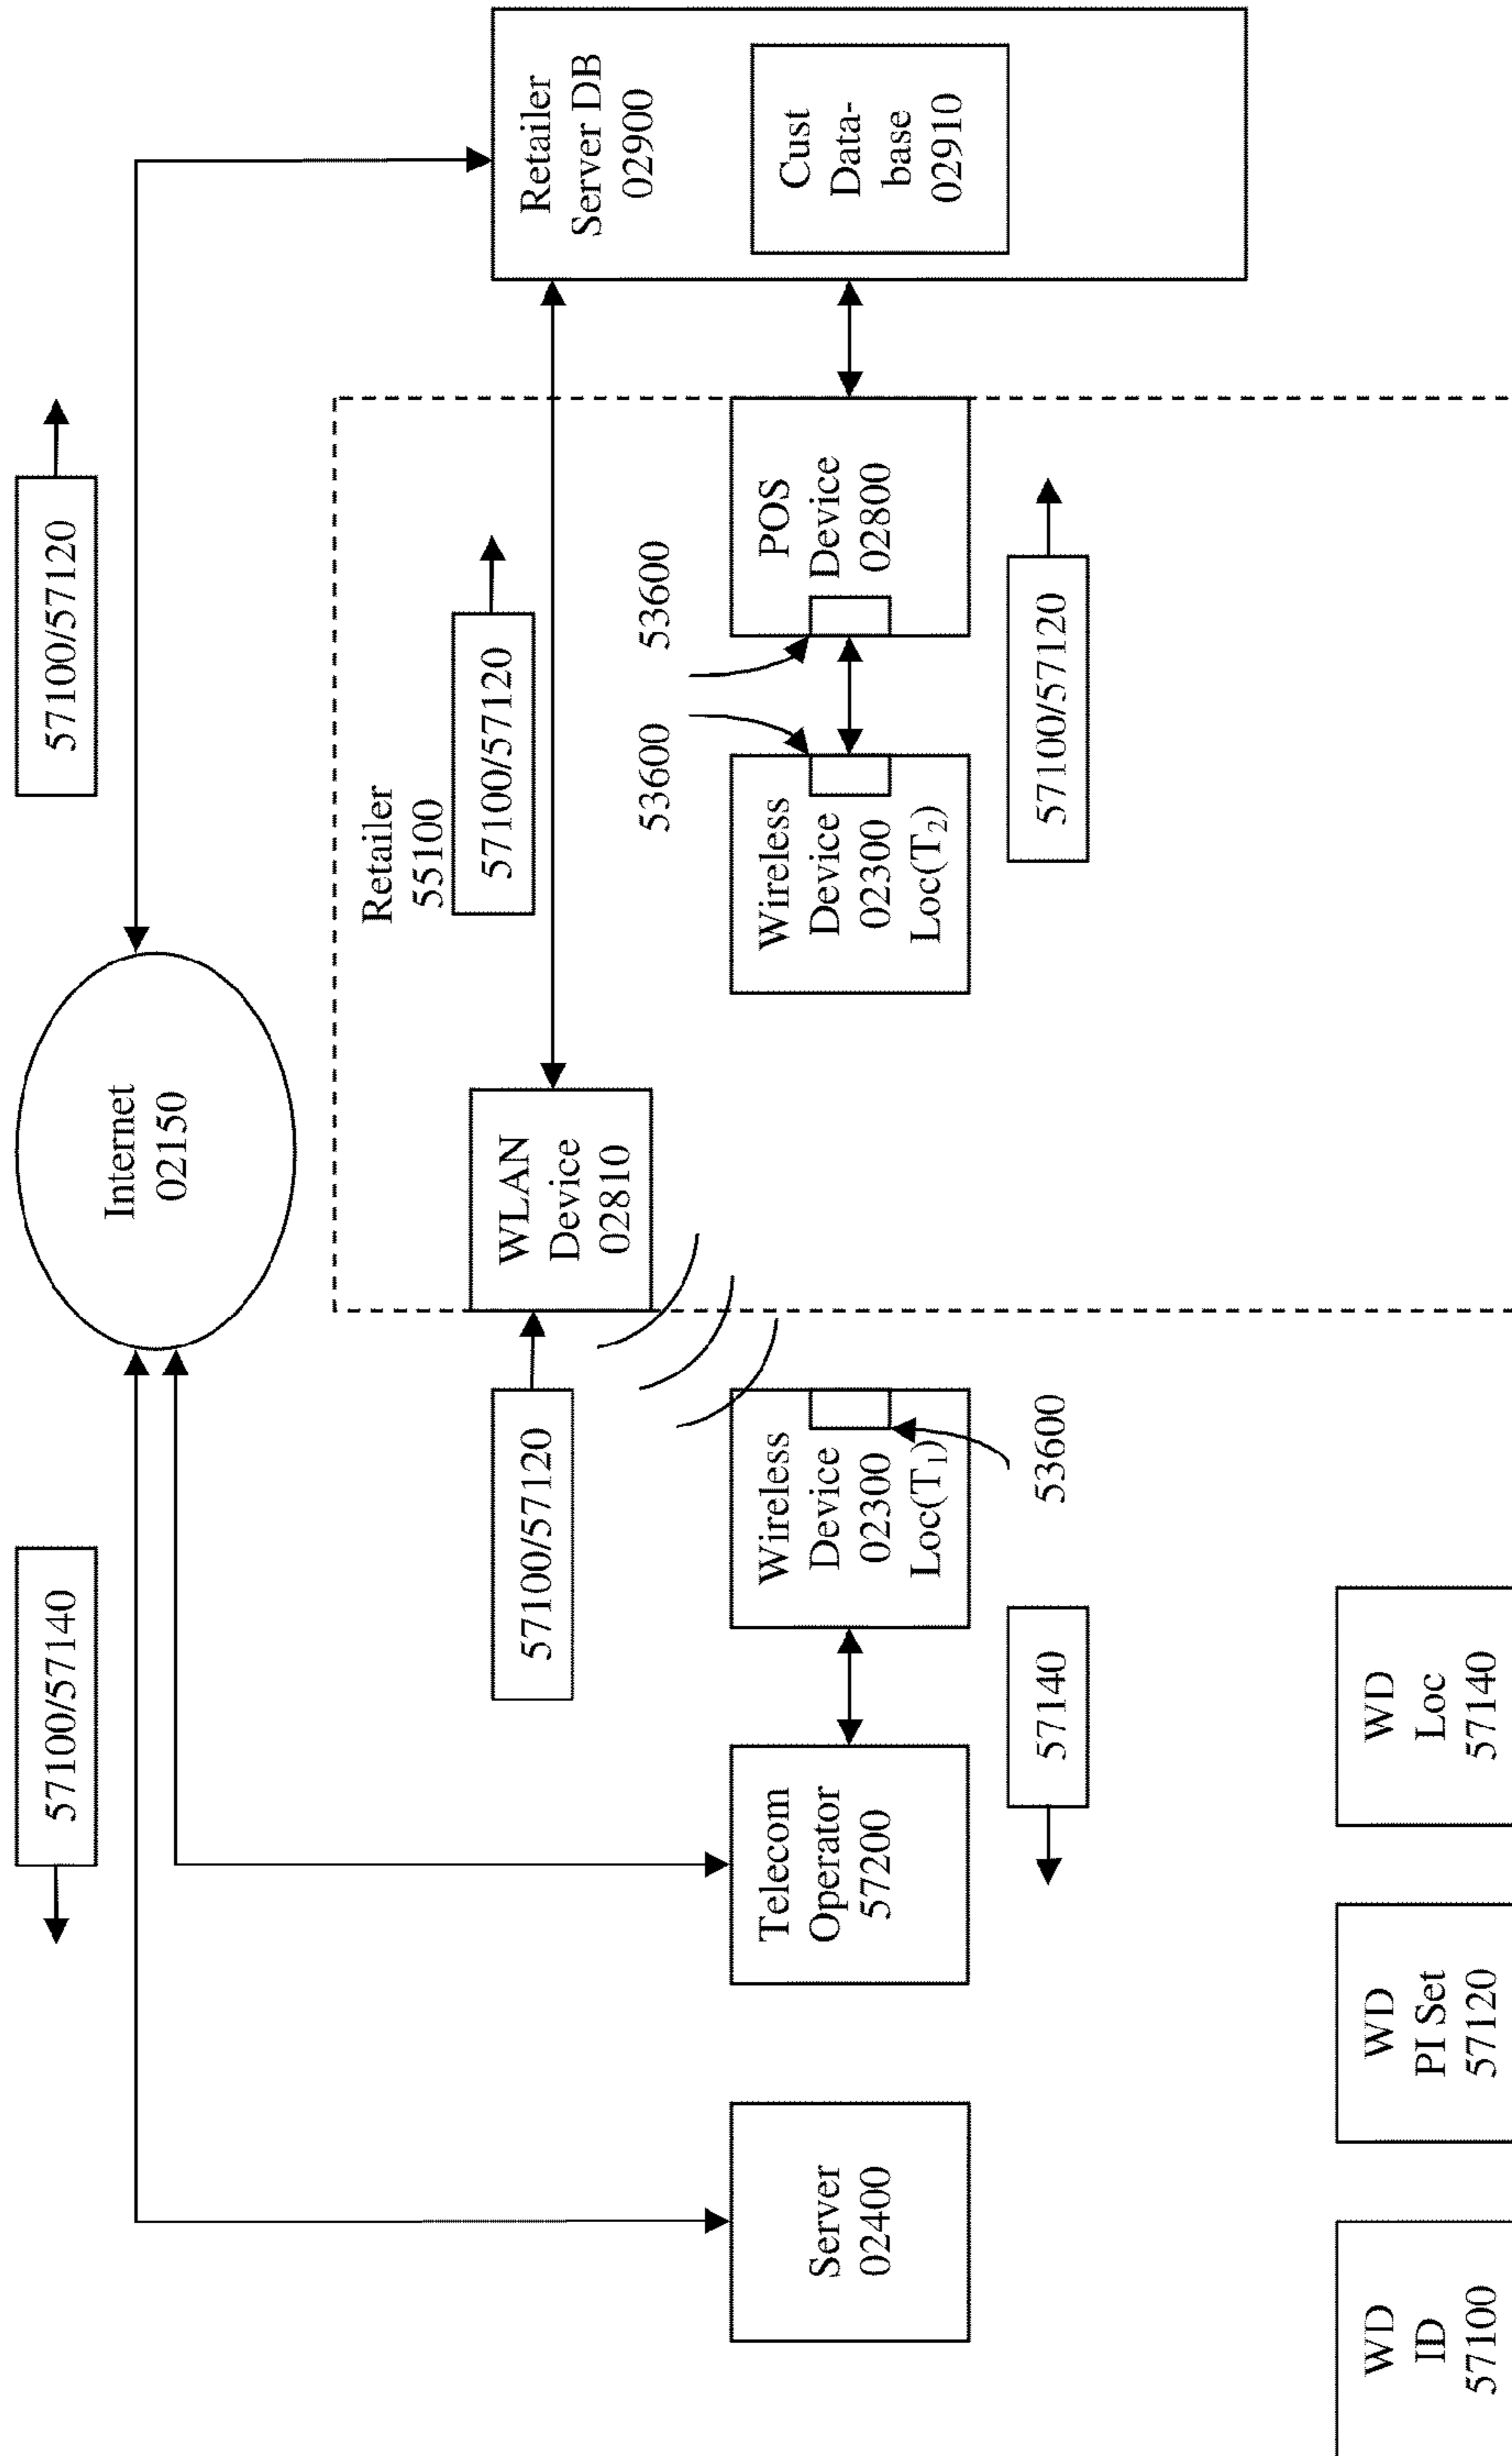 57100/57140
57100/57120
Internet
02150
Retailer
55100
57100/57120
57100/57120
WLAN
Device
02810
Retailer
Server DB
02900
Cust
Data-
base
02910
53600
53600
Server
02400
Telecom
Operator
57200
Wireless
Device
02300
Loc(T₁)
Wireless
Device
02300
Loc(T₂)
POS
Device
02800
57140
53600
57100/57120
WD
ID
57100
WD
PI Set
57120
WD
Loc
57140